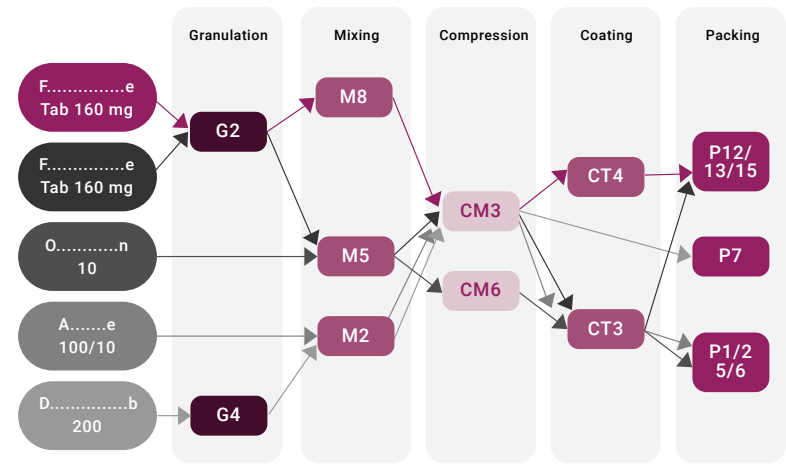 Granulation
Mixing
Compression
Coating
Packing
F...............e
Tab 160 mg
F...............e
Tab 160 mg
O............n
10
A.......e
100/10
D...............b
200
G2
G4
M8
M5
M2
CM3
CM6
CT4
CT3
P12/
13/15
P7
P1/2
5/6